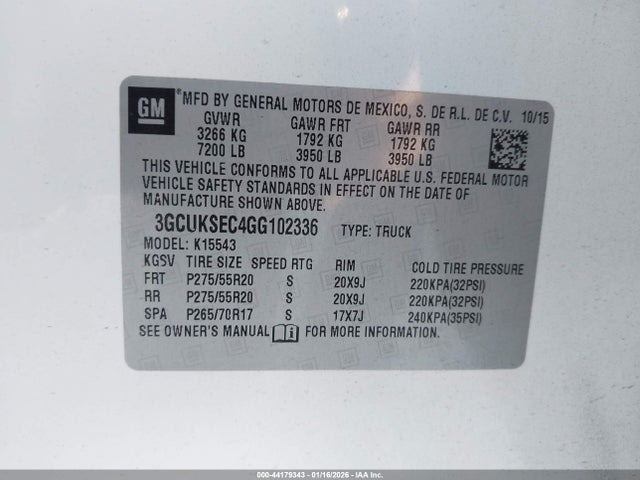 GM *MFD BY GENERAL MOTORS DE MEXICO, S. DE R.L. DE C.V. 10/15
GVWR GAWR FRT GAWR RR
3266 KG 1792 KG 1792 KG
7200 LB 3950 LB 3950 LB
THIS VEHICLE CONFORMS TO ALL APPLICABLE U.S. FEDERAL MOTOR
VEHICLE SAFETY STANDARDS IN EFFECT ON THE DATE OF
MANUFACTURE SHOWN ABOVE.
3GCUKSEC4GG102336 TYPE: TRUCK
MODEL: K15543
KGSV TIRE SIZE SPEED RTG RIM COLD TIRE PRESSURE
FRT P275/55R20 S 20X9J 220KPA(32PSI)
RR P275/55R20 S 20X9J 220KPA(32PSI)
SPA P265/70R17 S 17X7J 240KPA(35PSI)
SEE OWNER'S MANUAL FOR MORE INFORMATION.
000-44179343 - 01/16/2026 - IAA Inc.